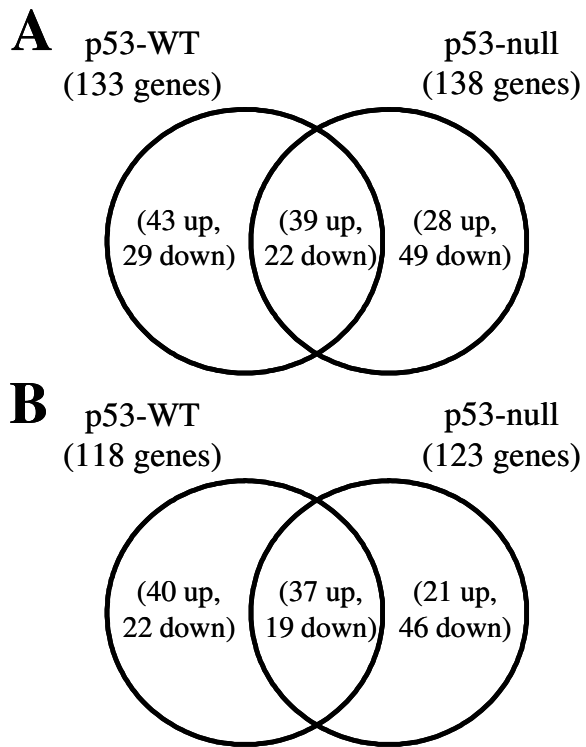 A
p53-WT
(133 genes)
p53-null
(138 genes)
(43 up,
29 down)
(39 up,
22 down)
(28 up,
49 down)
B
p53-WT
(118 genes)
p53-null
(123 genes)
(40 up,
22 down)
(37 up,
19 down)
(21 up,
46 down)